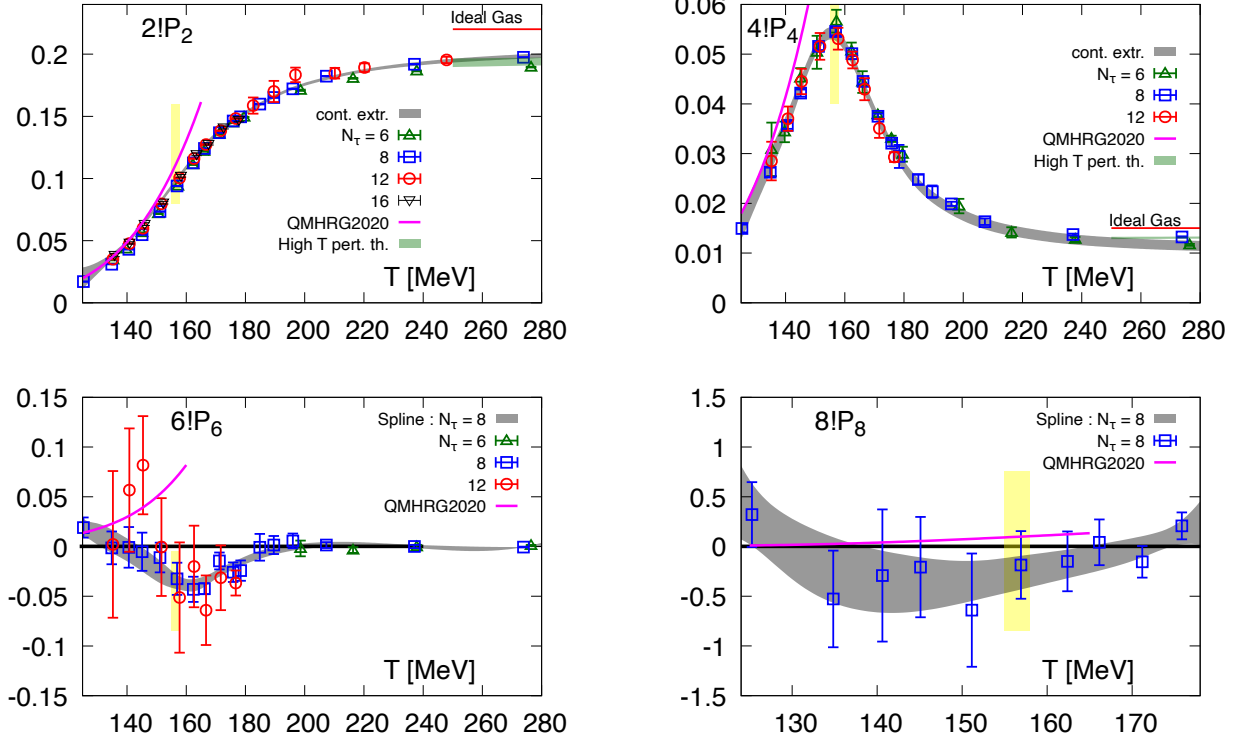 2!P₂
Ideal Gas
cont. extr.
Nτ = 6
8
12
16
QMHRG2020
High T pert. th.
T [MeV]
0
0.05
0.1
0.15
0.2
140 160 180 200 220 240 260 280
4!P₄
cont. extr.
Nτ = 6
8
12
QMHRG2020
High T pert. th.
Ideal Gas
T [MeV]
0
0.01
0.02
0.03
0.04
0.05
0.06
140 160 180 200 220 240 260 280
6!P₆
Spline : Nτ = 8
Nτ = 6
8
12
QMHRG2020
T [MeV]
-0.15
-0.1
-0.05
0
0.05
0.1
0.15
140 160 180 200 220 240 260 280
8!P₈
Spline : Nτ = 8
Nτ = 8
QMHRG2020
T [MeV]
-1.5
-1
-0.5
0
0.5
1
1.5
130 140 150 160 170